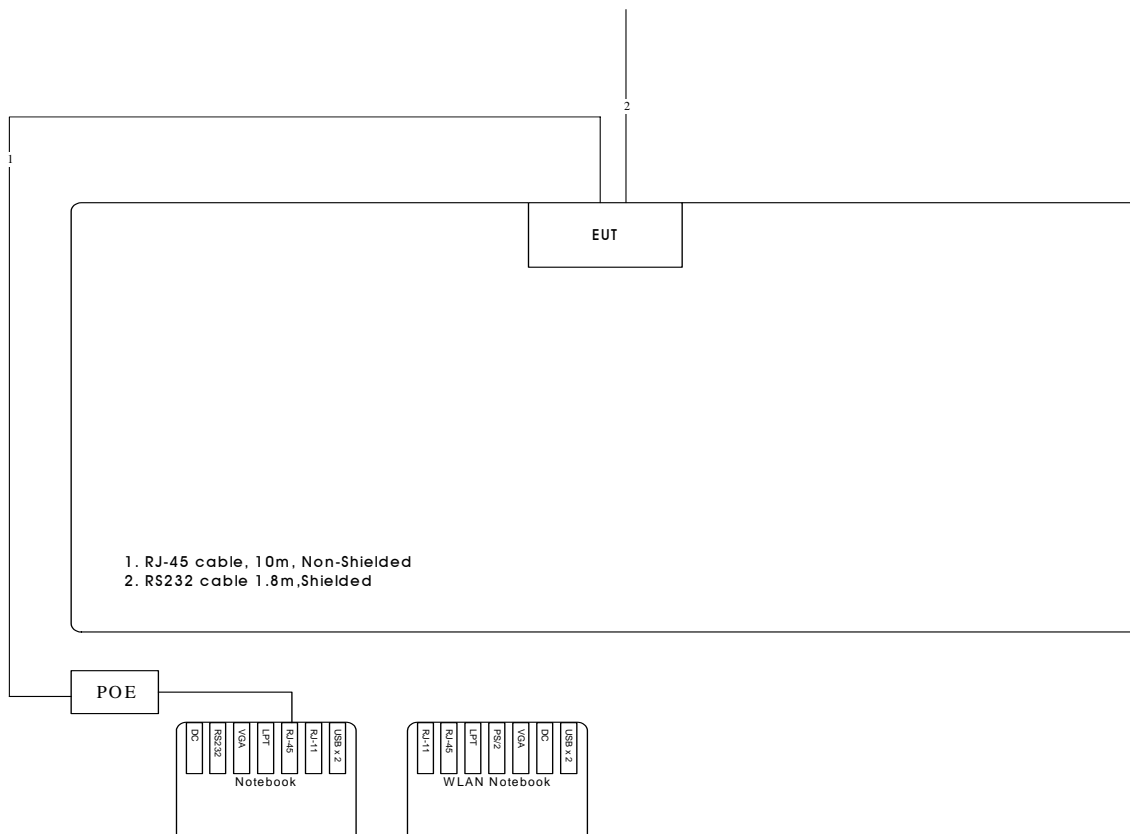 2
1
EUT
1. RJ-45 cable, 10m, Non-Shielded
2. RS232 cable 1.8m,Shielded
POE
DC
RS232
VGA
LPT
RJ-45
RJ-11
USB x 2
Notebook
RJ-11
RJ-45
LPT
PS/2
VGA
DC
USB x 2
WLAN Notebook